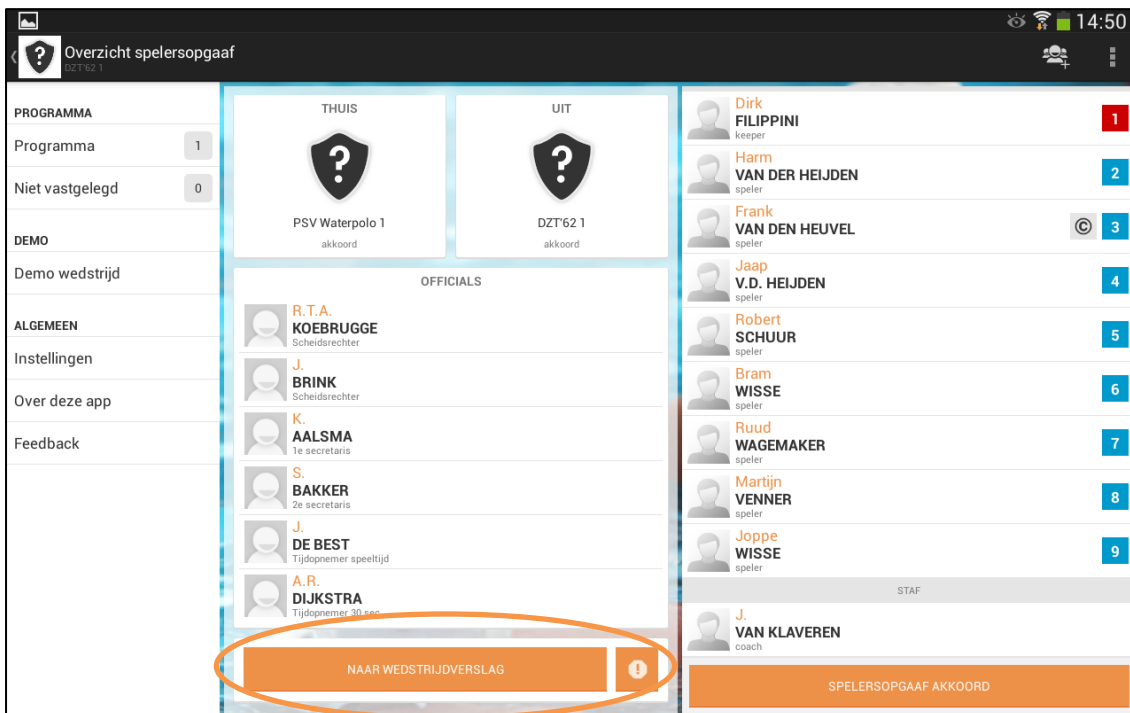 14:50
Overzicht spelersopgaaf
DZT'62 1
PROGRAMMA
Programma 1
Niet vastgelegd 0
DEMO
Demo wedstrijd
ALGEMEEN
Instellingen
Over deze app
Feedback
THUIS
?
PSV Waterpolo 1
akkoord
UIT
?
DZT'62 1
akkoord
OFFICIALS
R.T.A.
KOEBRUGGE
Scheidsrechter
J.
BRINK
Scheidsrechter
K.
AALSMA
1e secretaris
S.
BAKKER
2e secretaris
J.
DE BEST
Tijdopnemer speeltijd
A.R.
DIJKSTRA
Tijdopnemer 30 sec
NAAR WEDSTRIJDVERSLAG
Dirk
FILIPPINI 1
keeper
Harm
VAN DER HEIJDEN 2
speler
Frank
VAN DEN HEUVEL © 3
speler
Jaap
V.D. HEIJDEN 4
speler
Robert
SCHUUR 5
speler
Bram
WISSE 6
speler
Ruud
WAGEMAKER 7
speler
Martijn
VENNER 8
speler
Joppe
WISSE 9
speler
STAF
J.
VAN KLAVEREN
coach
SPELERSOPGAAF AKKOORD